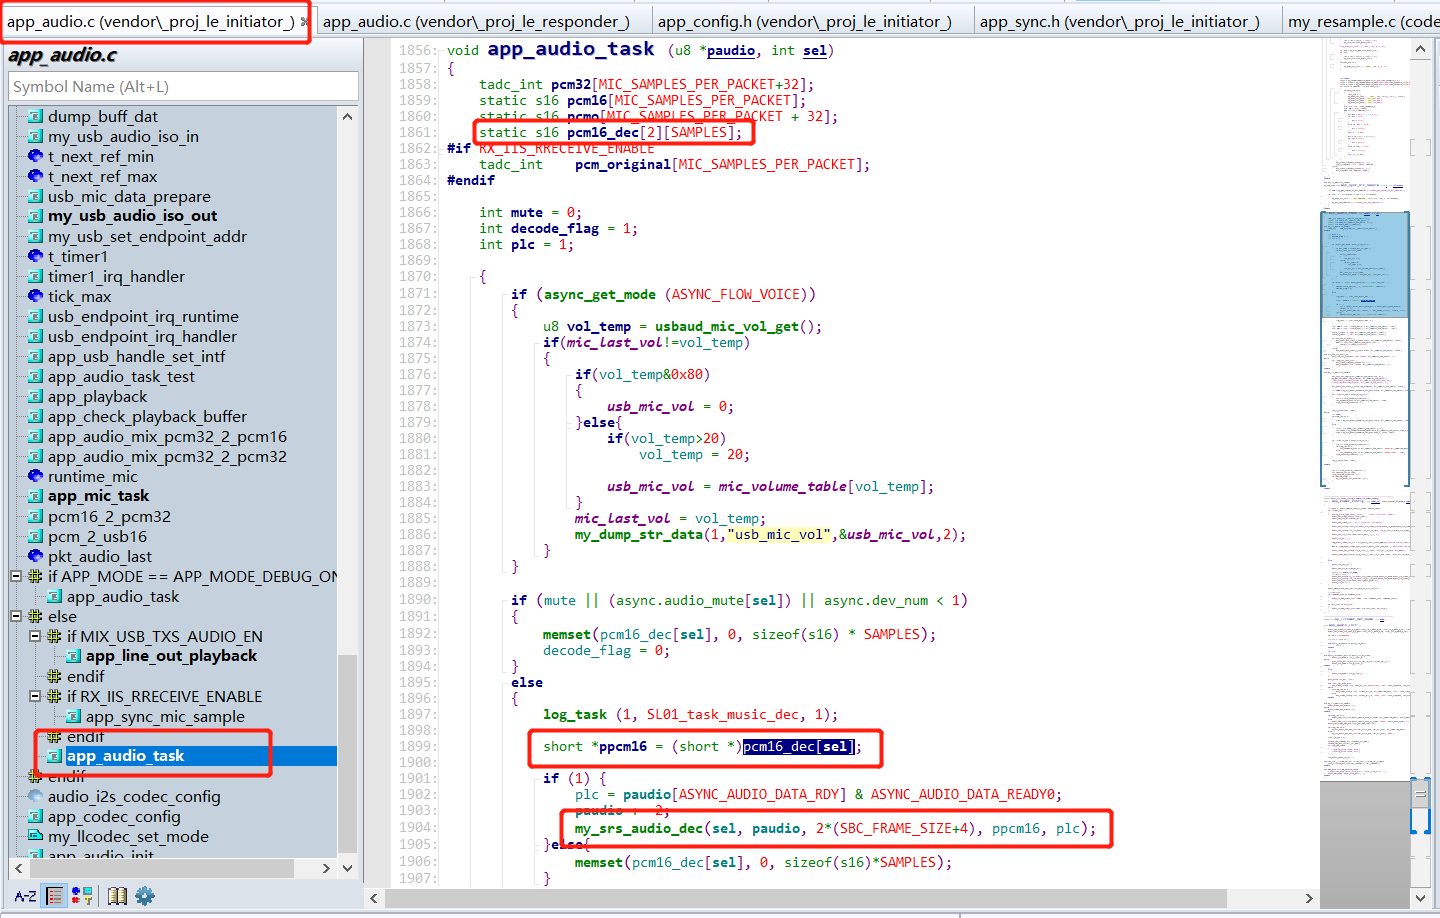 app_audio.c (vendor\_proj_le_initiator_)
app_audio.c (vendor\_proj_le_responder_)
app_config.h (vendor\_proj_le_initiator_)
app_sync.h (vendor\_proj_le_initiator_)
my_resample.c (code
app_audio.c
Symbol Name (Alt+L)
dump_buff_dat
my_usb_audio_iso_in
t_next_ref_min
t_next_ref_max
usb_mic_data_prepare
my_usb_audio_iso_out
my_usb_set_endpoint_addr
t_timer1
timer1_irq_handler
tick_max
usb_endpoint_irq_runtime
usb_endpoint_irq_handler
app_usb_handle_set_intf
app_audio_task_test
app_playback
app_check_playback_buffer
app_audio_mix_pcm32_2_pcm16
app_audio_mix_pcm32_2_pcm32
runtime_mic
app_mic_task
pcm16_2_pcm32
pcm_2_usb16
pkt_audio_last
if APP_MODE == APP_MODE_DEBUG_ON
app_audio_task
else
if MIX_USB_TXS_AUDIO_EN
app_line_out_playback
endif
if RX_IIS_RRECEIVE_ENABLE
app_sync_mic_sample
endif
app_audio_task
endif
audio_i2s_codec_config
app_codec_config
my_llcodec_set_mode
app_audio_init
A-Z
1856: void app_audio_task (u8 *paudio, int sel)
1857: {
1858: tadc_int pcm32[MIC_SAMPLES_PER_PACKET+32];
1859: static s16 pcm16[MIC_SAMPLES_PER_PACKET];
1860: static s16 pcmo[MIC_SAMPLES_PER_PACKET + 32];
1861: static s16 pcm16_dec[2][SAMPLES];
1862: #if RX_IIS_RRECEIVE_ENABLE
1863: tadc_int pcm_original[MIC_SAMPLES_PER_PACKET];
1864: #endif
1865:
1866: int mute = 0;
1867: int decode_flag = 1;
1868: int plc = 1;
1869:
1870: {
1871: if (async_get_mode (ASYNC_FLOW_VOICE))
1872: {
1873: u8 vol_temp = usbaud_mic_vol_get();
1874: if(mic_last_vol!=vol_temp)
1875: {
1876: if(vol_temp&0x80)
1877: {
1878: usb_mic_vol = 0;
1879: }else{
1880: if(vol_temp>20)
1881: vol_temp = 20;
1882:
1883: usb_mic_vol = mic_volume_table[vol_temp];
1884: }
1885: mic_last_vol = vol_temp;
1886: my_dump_str_data(1,"usb_mic_vol",&usb_mic_vol,2);
1887: }
1888: }
1889:
1890: if (mute || (async.audio_mute[sel]) || async.dev_num < 1)
1891: {
1892: memset(pcm16_dec[sel], 0, sizeof(s16) * SAMPLES);
1893: decode_flag = 0;
1894: }
1895: else
1896: {
1897: log_task (1, SL01_task_music_dec, 1);
1898:
1899: short *ppcm16 = (short *)pcm16_dec[sel];
1900:
1901: if (1) {
1902: plc = paudio[ASYNC_AUDIO_DATA_RDY] & ASYNC_AUDIO_DATA_READY0;
1903: paudio + 2;
1904: my_srs_audio_dec(sel, paudio, 2*(SBC_FRAME_SIZE+4), ppcm16, plc);
1905: }else{
1906: memset(pcm16_dec[sel], 0, sizeof(s16)*SAMPLES);
1907: }